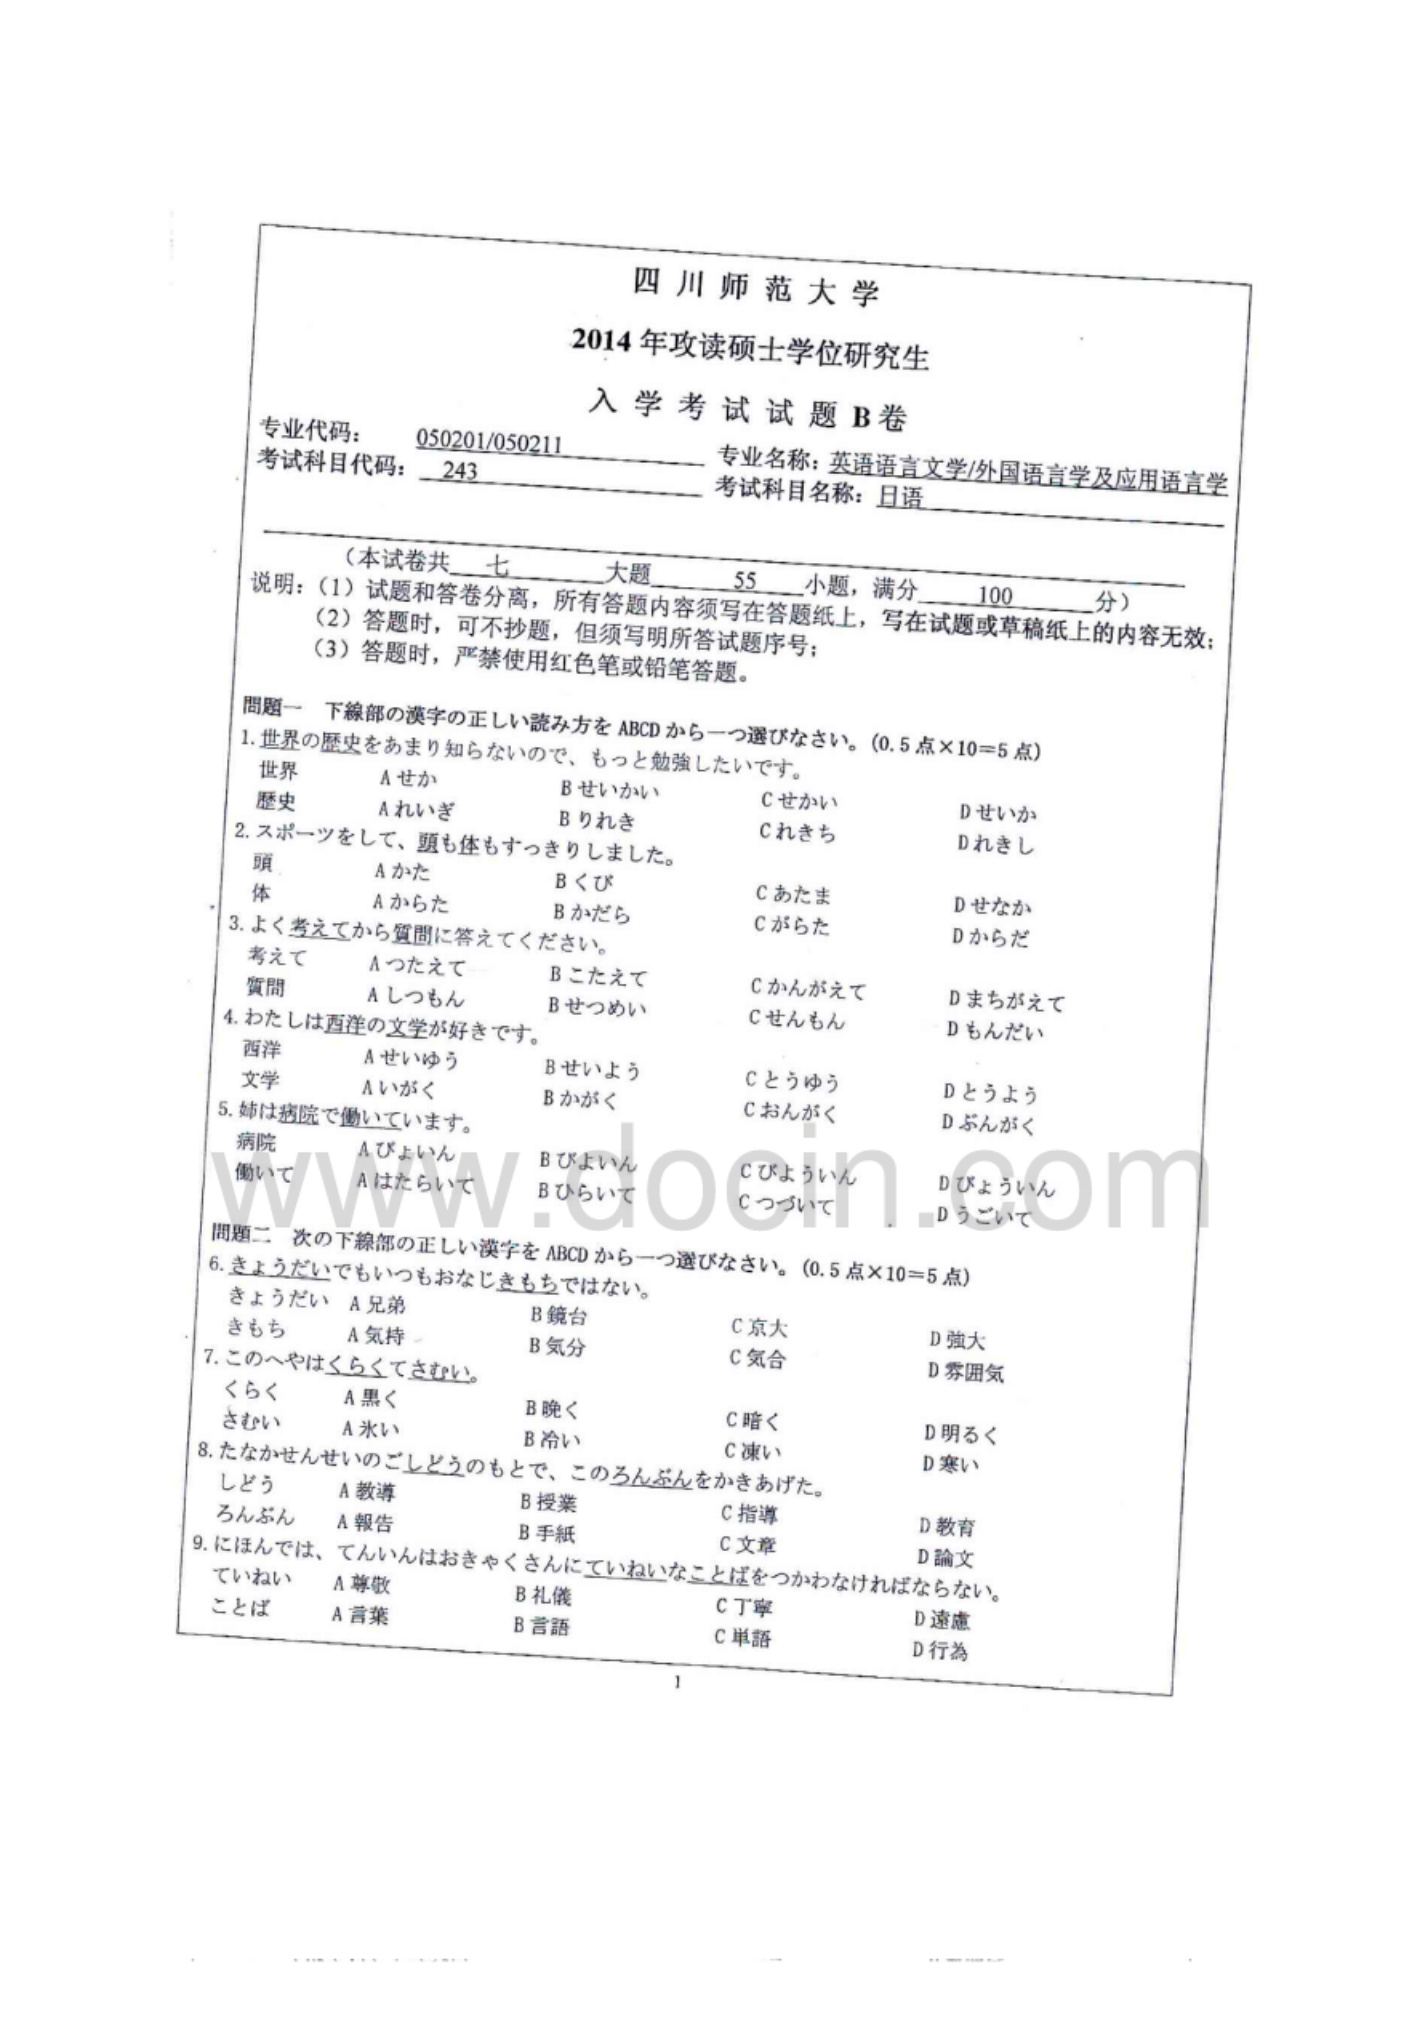 四川师范大学
2014年攻读硕士学位研究生
入学考试试题B卷
专业代码: 050201/050211 专业名称:英语语言文学/外国语言学及应用语言学
考试科目代码: 243 考试科目名称:日语
（本试卷共 七 大题 55 小题，满分 100 分）
说明:（1）试题和答卷分离，所有答题内容须写在答题纸上，写在试题或草稿纸上的内容无效；
（2）答题时，可不抄题，但须写明所答试题序号；
（3）答题时，严禁使用红色笔或铅笔答题。
問題一 下線部の漢字の正しい読み方をABCDから一つ選びなさい。(0.5点×10＝5点)
1.世界の歴史をあまり知らないので、もっと勉強したいです。
世界 Aせか Bせいかい Cせかい Dせいか
歴史 Aれいぎ Bりれき Cれきち Dれきし
2.スポーツをして、頭も体もすっきりしました。
頭 Aかた Bくび Cあたま Dせなか
体 Aからた Bかだら Cがらた Dからだ
3.よく考えてから質問に答えてください。
考えて Aつたえて Bこたえて Cかんがえて Dまちがえて
質問 Aしつもん Bせつめい Cせんもん Dもんだい
4.わたしは西洋の文学が好きです。
西洋 Aせいゆう Bせいよう Cとうゆう Dとうよう
文学 Aいがく Bかがく Cおんがく Dぶんがく
5.姉は病院で働いています。
病院 Aびょいん Bびよいん Cびよういん Dびょういん
働いて Aはたらいて Bひらいて Cつづいて Dうごいて
問題二 次の下線部の正しい漢字をABCDから一つ選びなさい。(0.5点×10＝5点)
6.きょうだいでもいつもおなじきもちではない。
きょうだい A兄弟 B鏡台 C京大 D強大
きもち A気持 B気分 C気合 D雰囲気
7.このへやはくらくてさむい。
くらく A黒く B晩く C暗く D明るく
さむい A氷い B冷い C凍い D寒い
8.たなかせんせいのごしどうのもとで、このろんぶんをかきあげた。
しどう A教導 B授業 C指導 D教育
ろんぶん A報告 B手紙 C文章 D論文
9.にほんでは、てんいんはおきゃくさんにていねいなことばをつかわなければならない。
ていねい A尊敬 B礼儀 C丁寧 D遠慮
ことば A言葉 B言語 C単語 D行為
1
www.docin.com